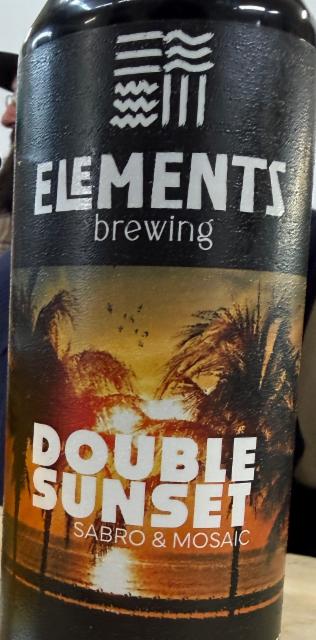 ELEMENTS
brewing
DOUBLE
SUNSET
SABRO & MOSAIC